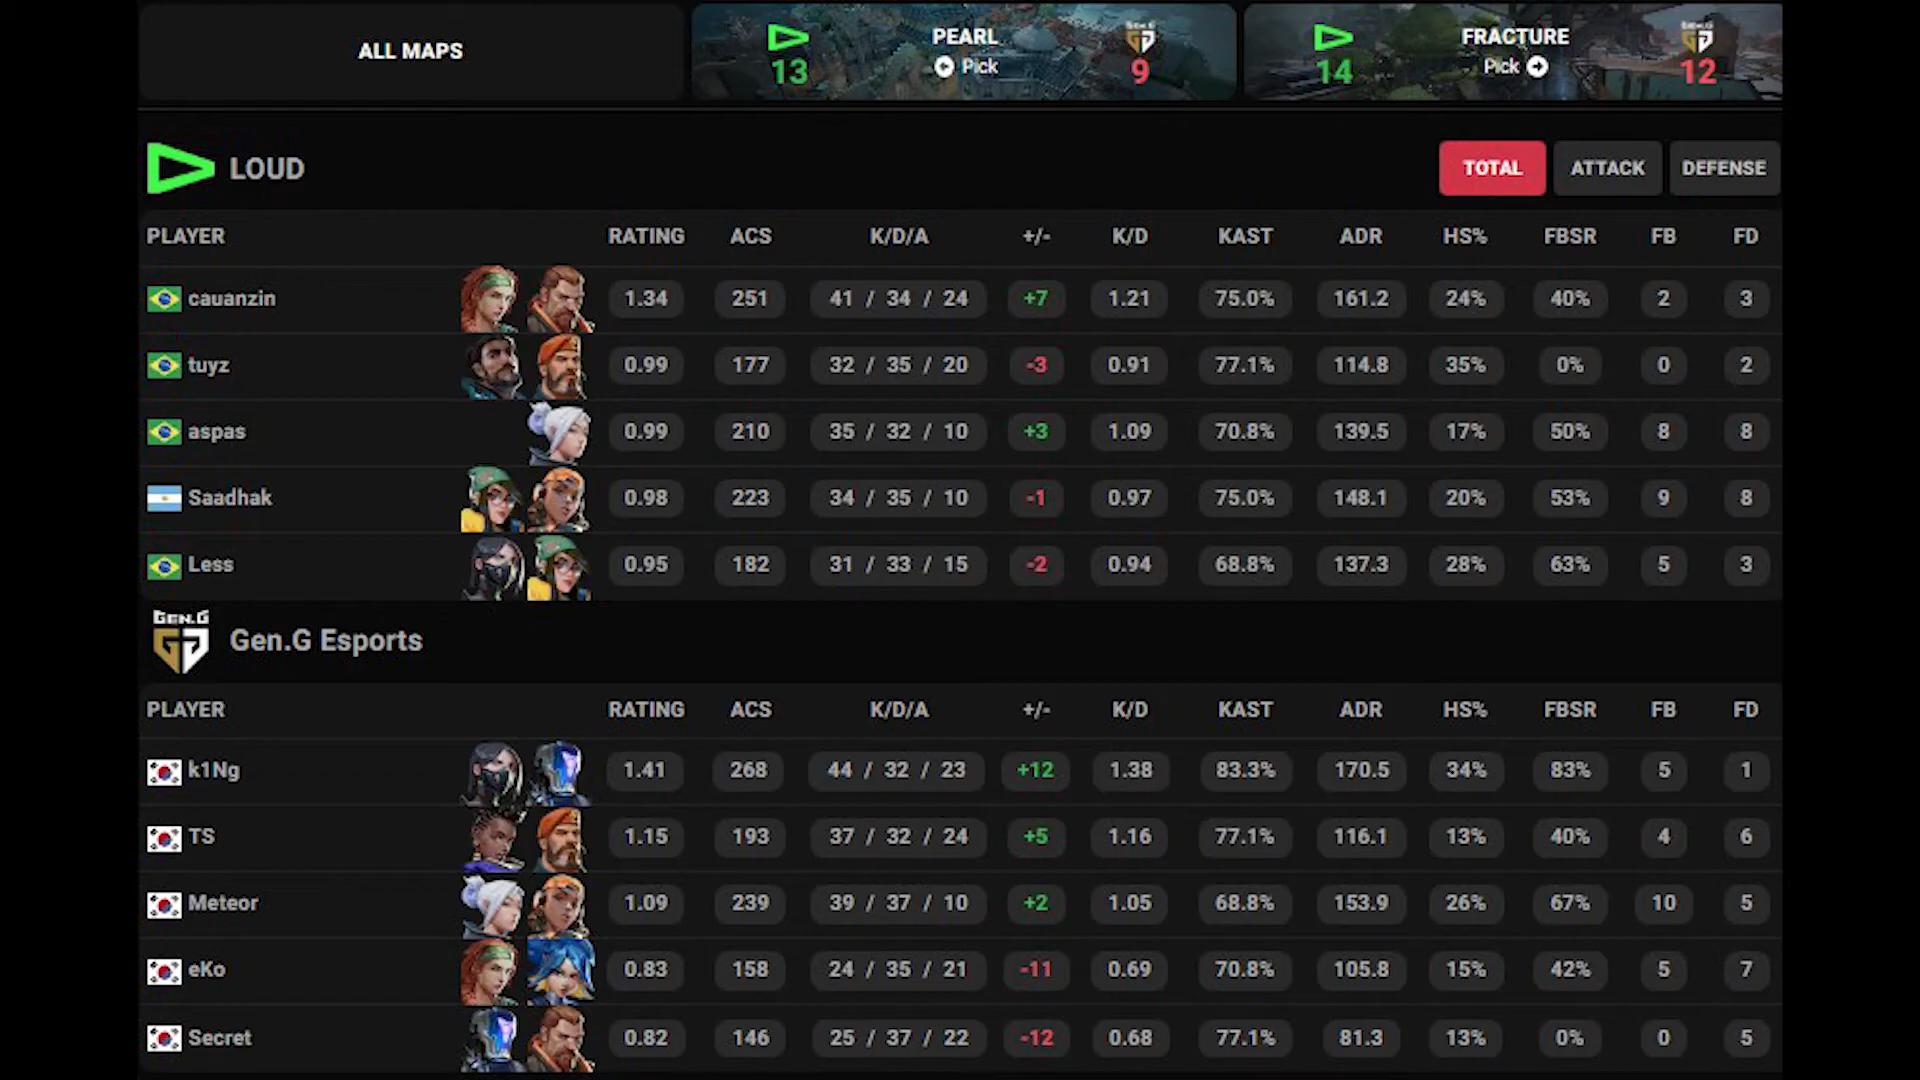 ALL MAPS
13 PEARL Pick GEN.G 9
14 FRACTURE Pick GEN.G 12
LOUD TOTAL ATTACK DEFENSE
PLAYER RATING ACS K/D/A +/- K/D KAST ADR HS% FBSR FB FD
cauanzin 1.34 251 41 / 34 / 24 +7 1.21 75.0% 161.2 24% 40% 2 3
tuyz 0.99 177 32 / 35 / 20 -3 0.91 77.1% 114.8 35% 0% 0 2
aspas 0.99 210 35 / 32 / 10 +3 1.09 70.8% 139.5 17% 50% 8 8
Saadhak 0.98 223 34 / 35 / 10 -1 0.97 75.0% 148.1 20% 53% 9 8
Less 0.95 182 31 / 33 / 15 -2 0.94 68.8% 137.3 28% 63% 5 3
GEN.G Gen.G Esports
PLAYER RATING ACS K/D/A +/- K/D KAST ADR HS% FBSR FB FD
k1Ng 1.41 268 44 / 32 / 23 +12 1.38 83.3% 170.5 34% 83% 5 1
TS 1.15 193 37 / 32 / 24 +5 1.16 77.1% 116.1 13% 40% 4 6
Meteor 1.09 239 39 / 37 / 10 +2 1.05 68.8% 153.9 26% 67% 10 5
eKo 0.83 158 24 / 35 / 21 -11 0.69 70.8% 105.8 15% 42% 5 7
Secret 0.82 146 25 / 37 / 22 -12 0.68 77.1% 81.3 13% 0% 0 5